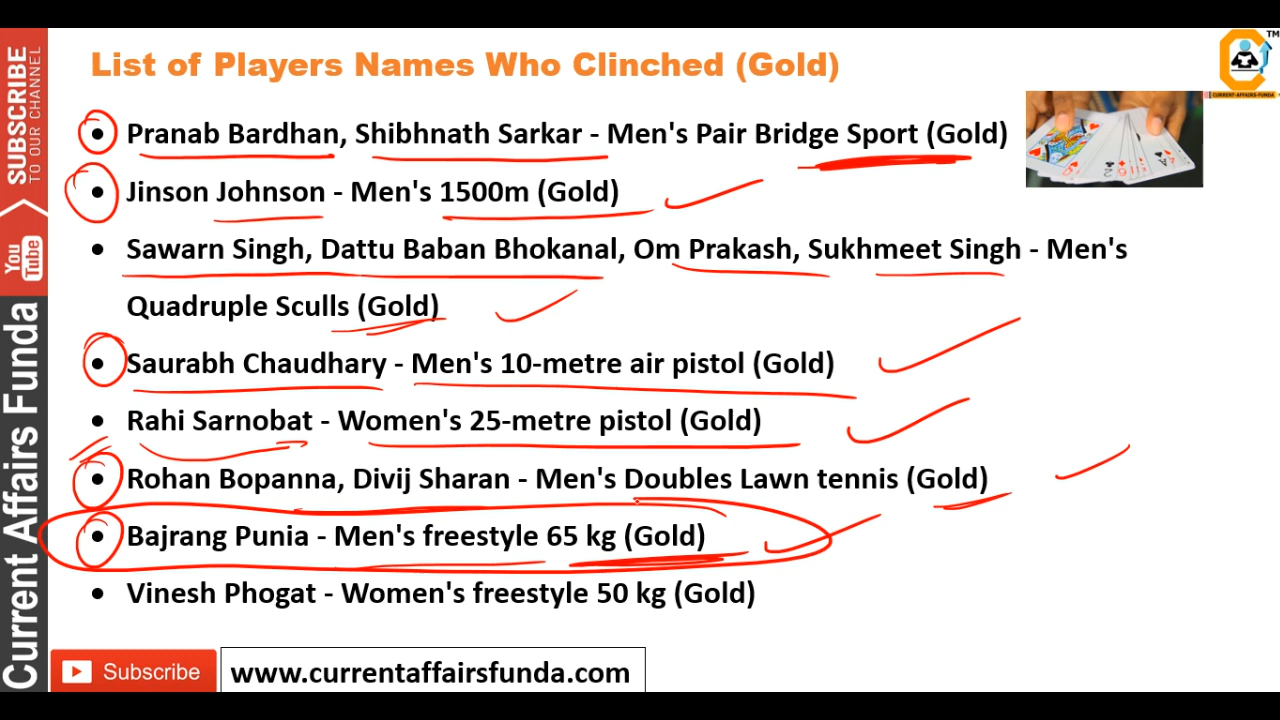 List of Players Names Who Clinched (Gold)
TM
CURRENT-AFFAIRS-FUNDA
• Pranab Bardhan, Shibhnath Sarkar - Men's Pair Bridge Sport (Gold)
• Jinson Johnson - Men's 1500m (Gold)
• Sawarn Singh, Dattu Baban Bhokanal, Om Prakash, Sukhmeet Singh - Men's
Quadruple Sculls (Gold)
• Saurabh Chaudhary - Men's 10-metre air pistol (Gold)
• Rahi Sarnobat - Women's 25-metre pistol (Gold)
• Rohan Bopanna, Divij Sharan - Men's Doubles Lawn tennis (Gold)
• Bajrang Punia - Men's freestyle 65 kg (Gold)
• Vinesh Phogat - Women's freestyle 50 kg (Gold)
SUBSCRIBE
TO OUR CHANNEL
You
Tube
Current Affairs Funda
Subscribe
www.currentaffairsfunda.com